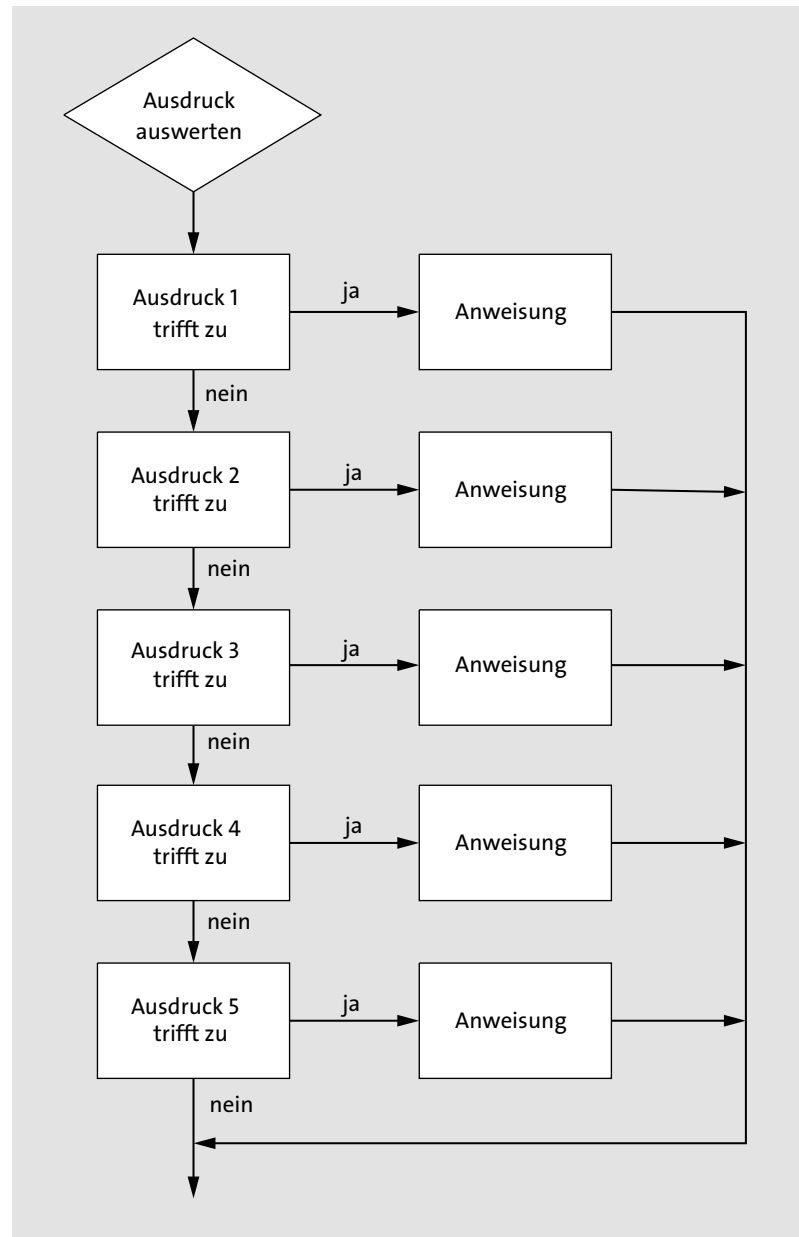 Ausdruck
auswerten
Ausdruck 1
trifft zu
ja
Anweisung
nein
Ausdruck 2
trifft zu
ja
Anweisung
nein
Ausdruck 3
trifft zu
ja
Anweisung
nein
Ausdruck 4
trifft zu
ja
Anweisung
nein
Ausdruck 5
trifft zu
ja
Anweisung
nein